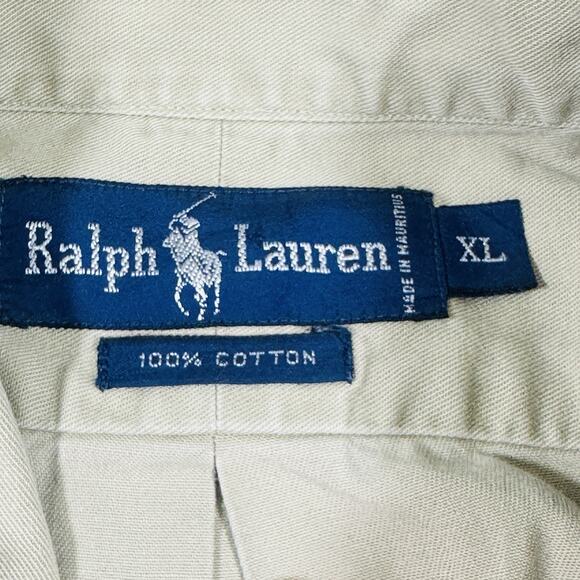 Ralph Lauren
MADE IN MAURITIUS
XL
100% COTTON